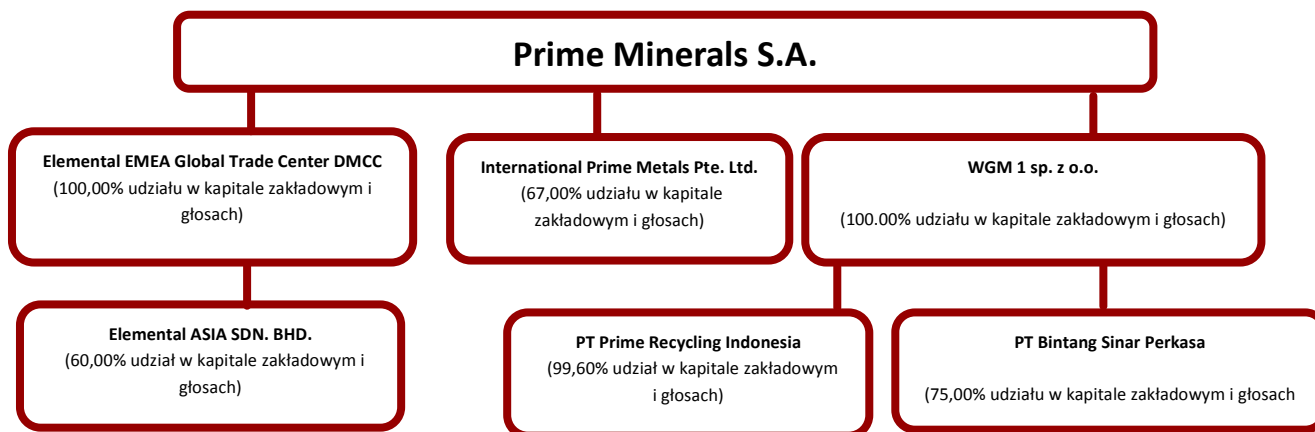 Prime Minerals S.A.
Elemental EMEA Global Trade Center DMCC
(100,00% udziału w kapitale zakładowym i
głosach)
International Prime Metals Pte. Ltd.
(67,00% udziału w kapitale
zakładowym i głosach)
WGM 1 sp. z o.o.
(100.00% udziału w kapitale zakładowym i głosach)
Elemental ASIA SDN. BHD.
(60,00% udział w kapitale zakładowym i
głosach)
PT Prime Recycling Indonesia
(99,60% udział w kapitale zakładowym
i głosach)
PT Bintang Sinar Perkasa
(75,00% udziału w kapitale zakładowym i głosach